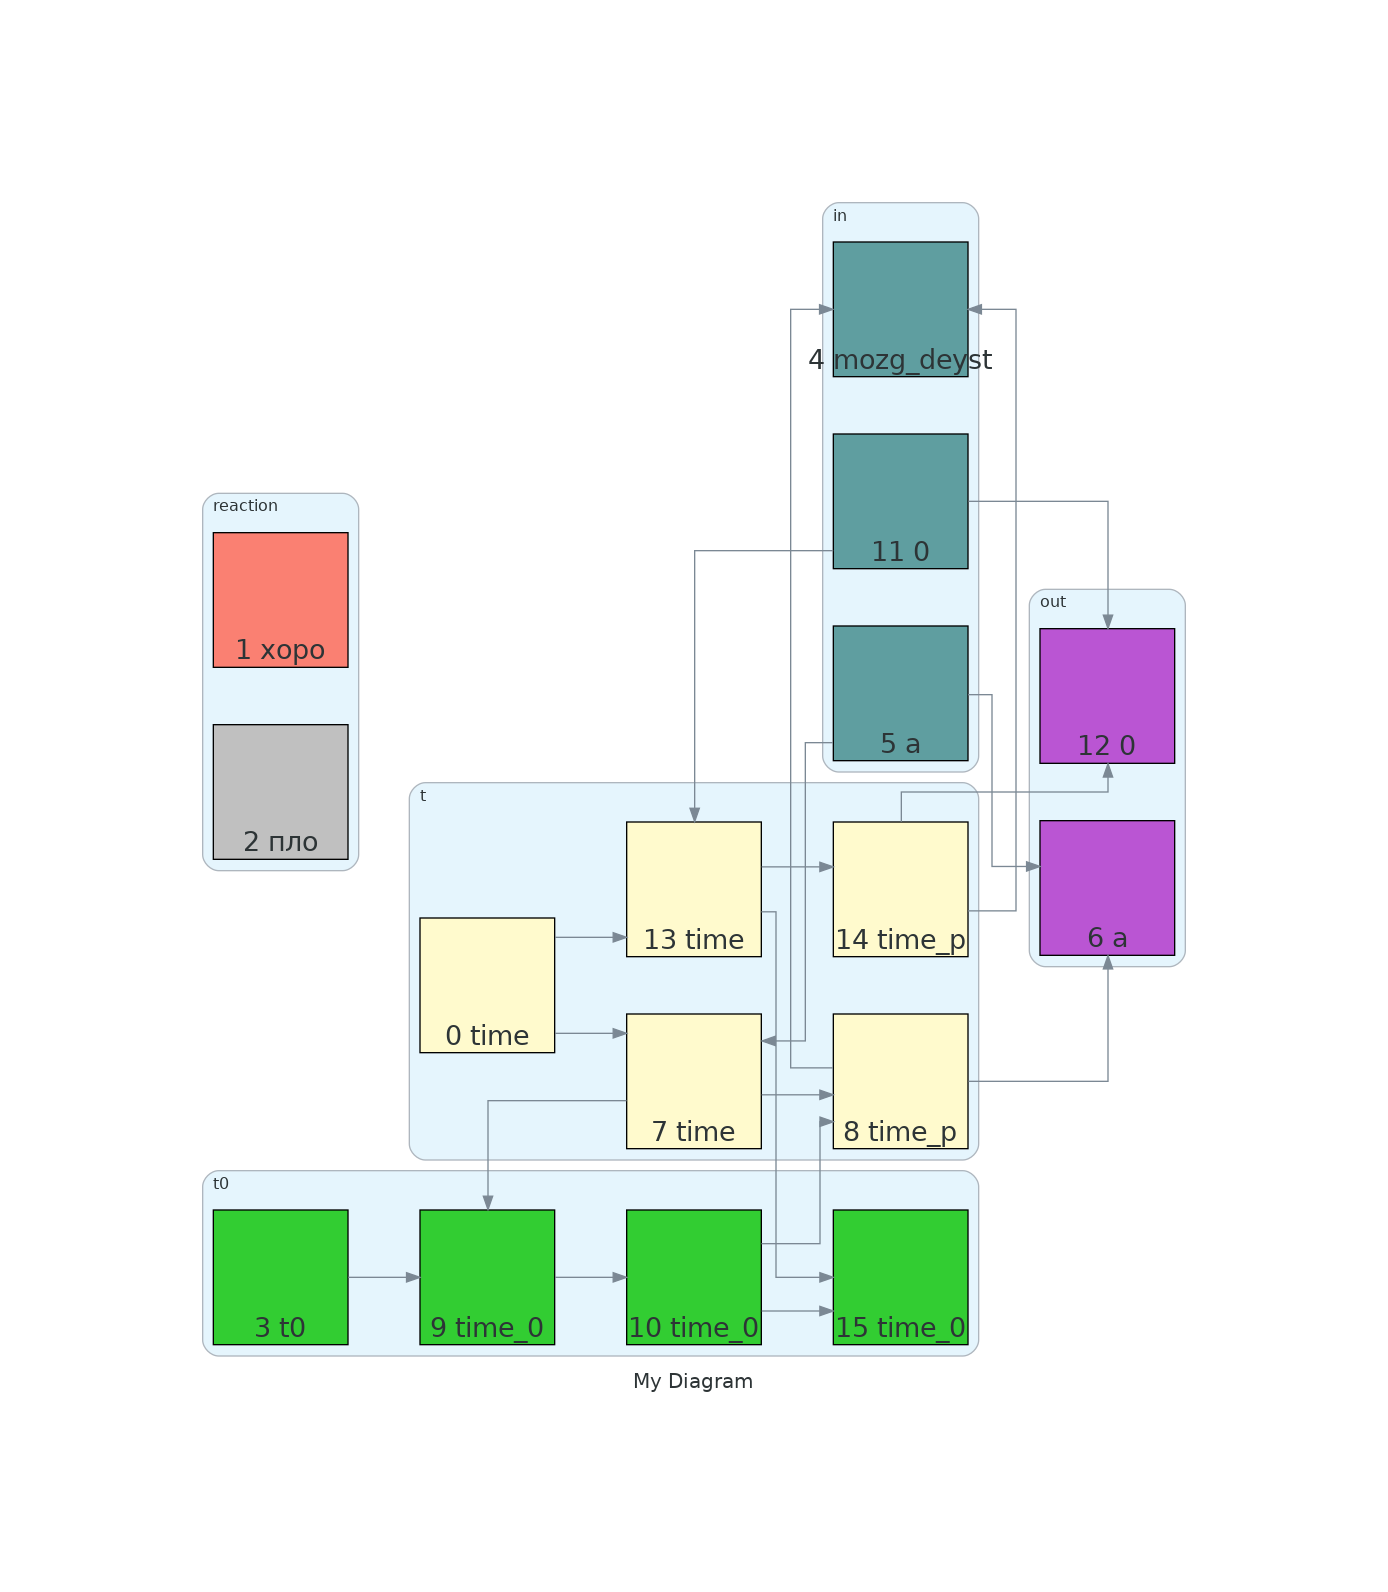 in
4 mozg_deyst
11 0
5 a
reaction
1 хоро
2 пло
out
12 0
6 a
t
13 time
14 time_p
0 time
7 time
8 time_p
t0
3 t0
9 time_0
10 time_0
15 time_0
My Diagram